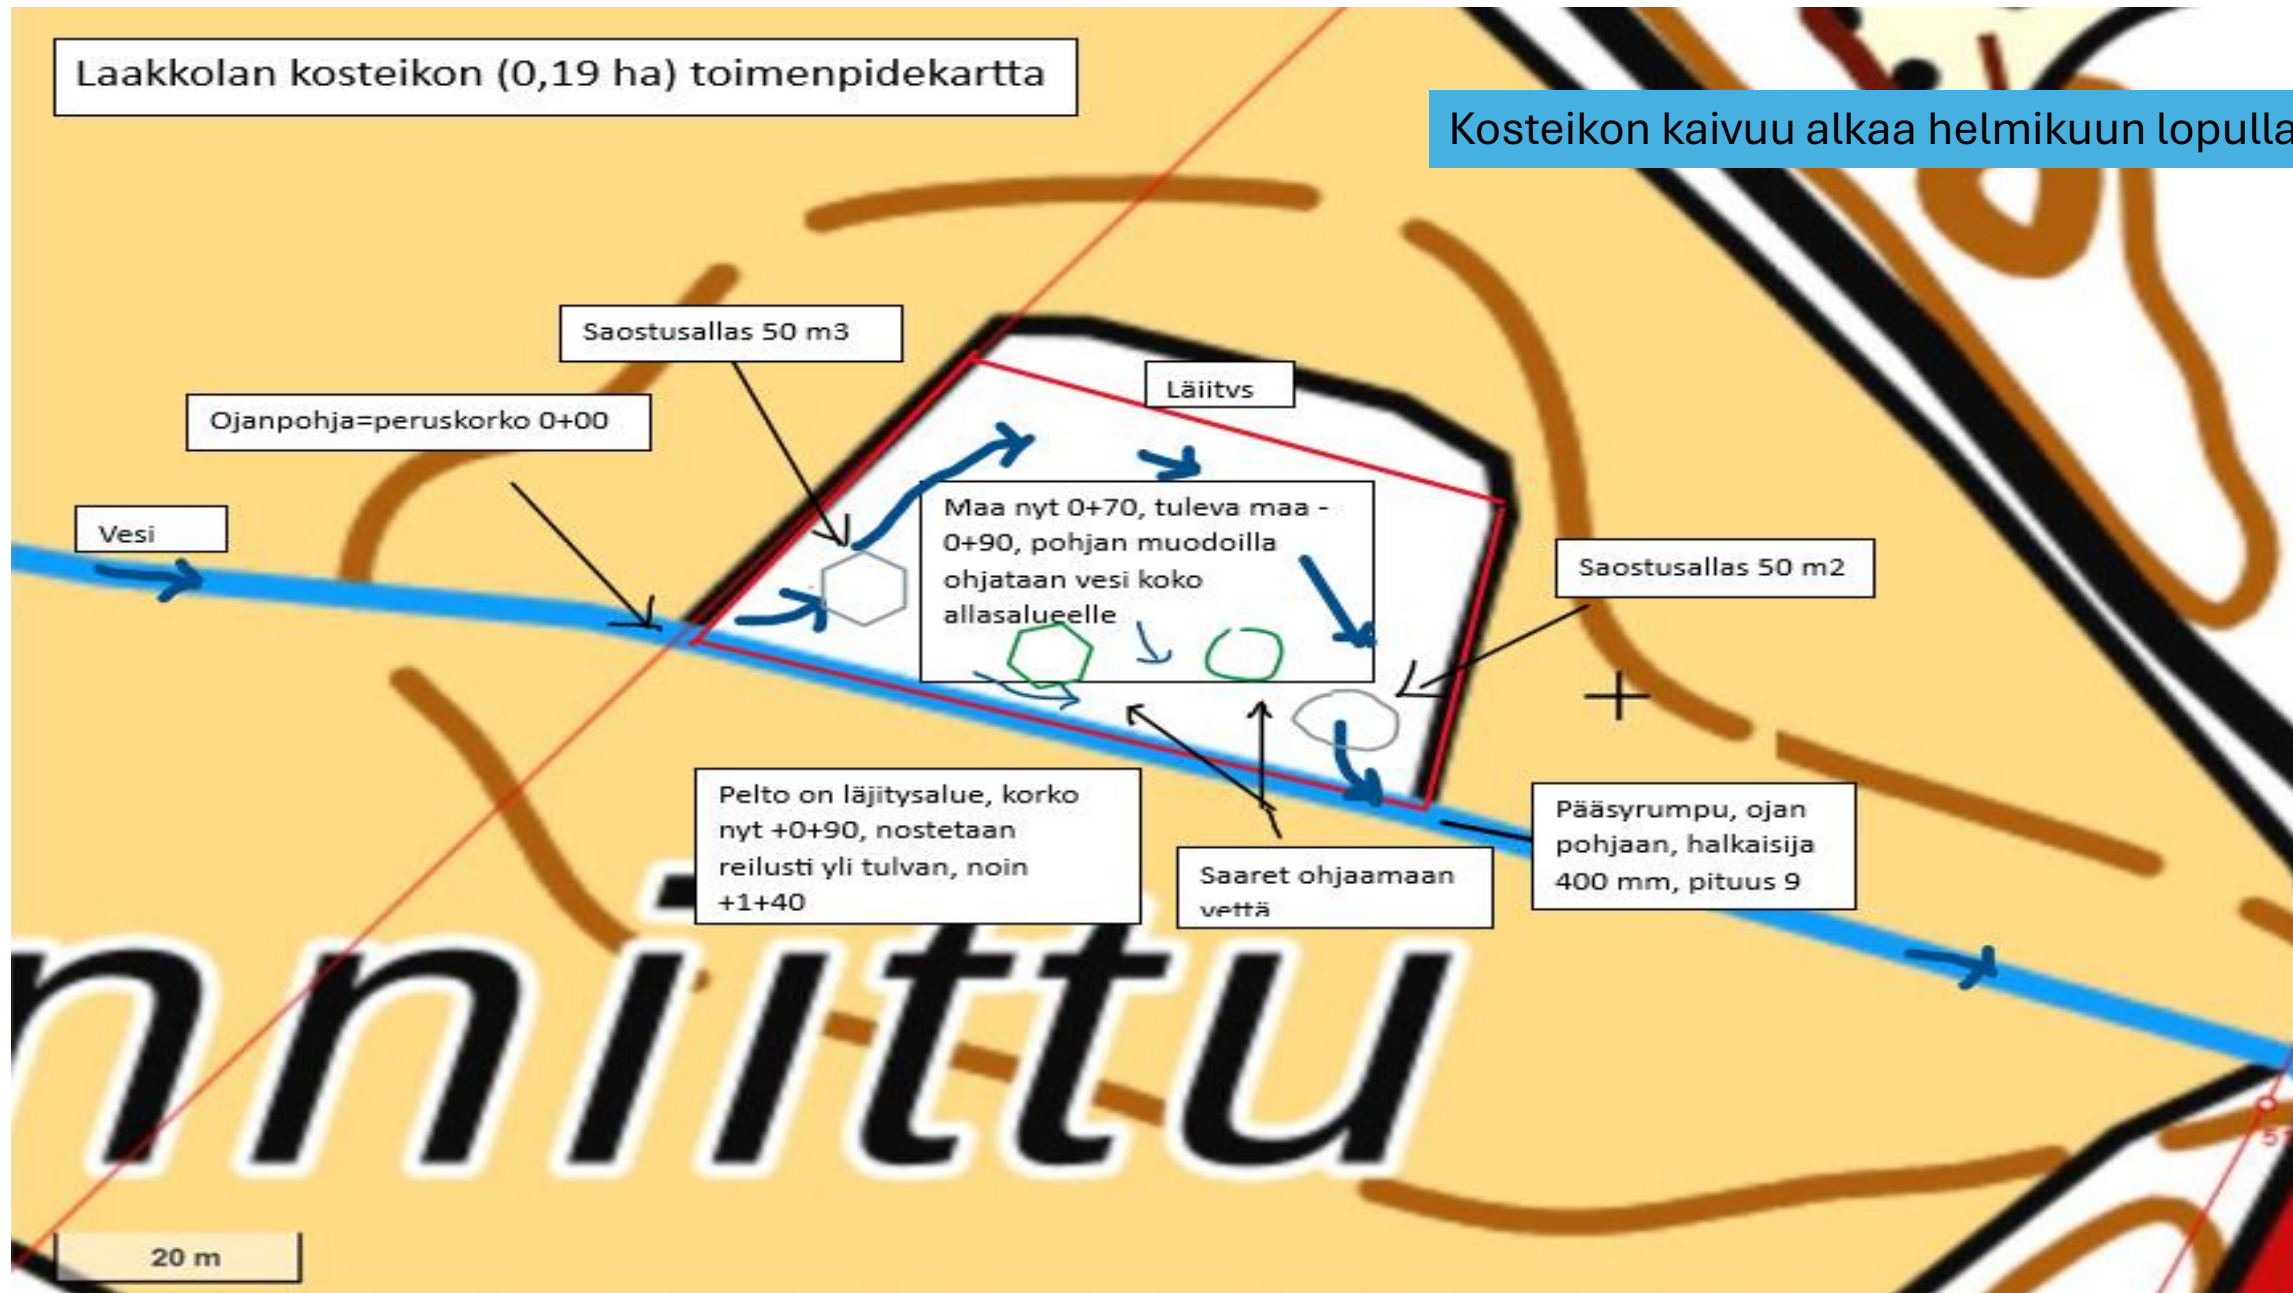 Laakkolan kosteikon (0,19 ha) toimenpidekartta
Kosteikon kaivuu alkaa helmikuun lopulla
Saostusallas 50 m3
Läjitys
Ojanpohja=peruskorko 0+00
Vesi
Maa nyt 0+70, tuleva maa -
0+90, pohjan muodoilla
ohjataan vesi koko
allasalueelle
Saostusallas 50 m2
Pelto on läjitysalue, korko
nyt +0+90, nostetaan
reilusti yli tulvan, noin
+1+40
Saaret ohjaamaan
vettä
Pääsyrumpu, ojan
pohjaan, halkaisija
400 mm, pituus 9
nniittu
20 m